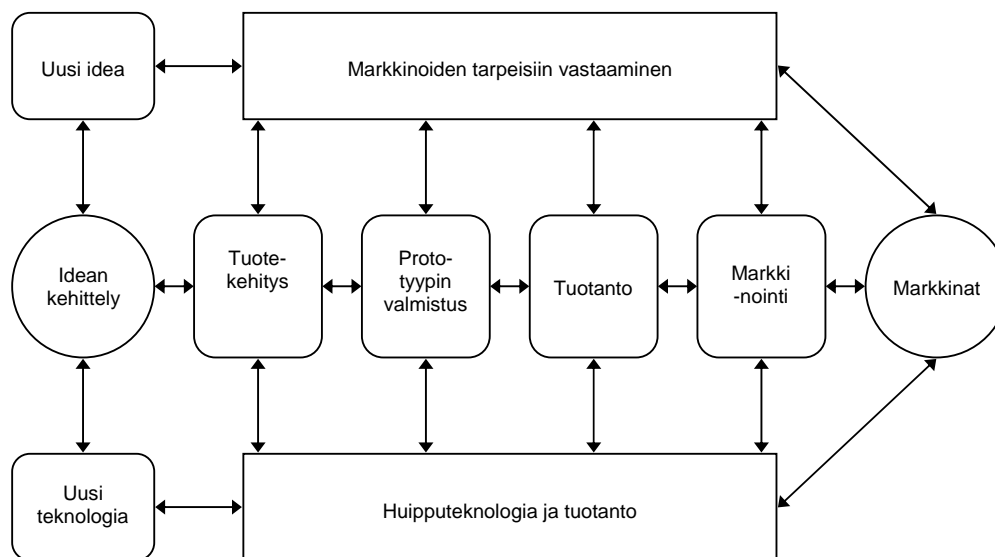 Uusi idea
Markkinoiden tarpeisiin vastaaminen
Idean
kehittely
Tuote-
kehitys
Proto-
tyypin
valmistus
Tuotanto
Markki
-nointi
Markkinat
Uusi
teknologia
Huipputeknologia ja tuotanto